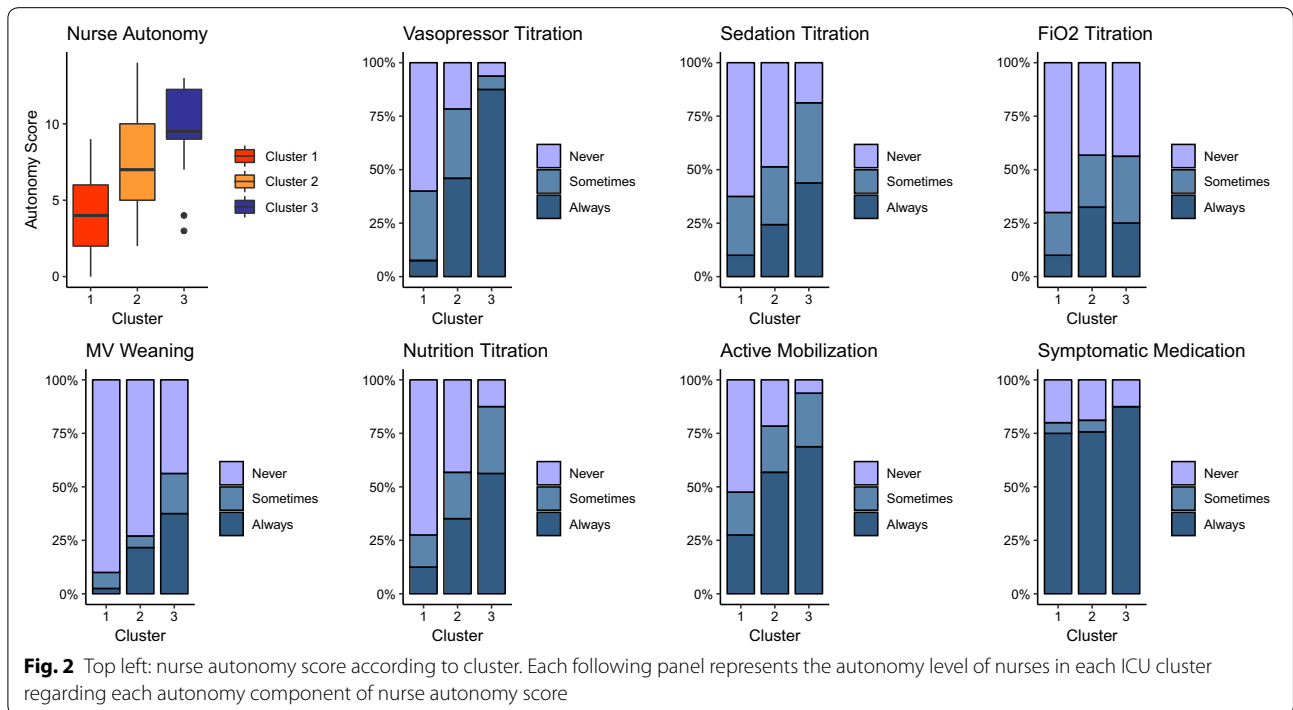 Nurse Autonomy
Autonomy Score
10
5
0
1 2 3
Cluster
Cluster 1
Cluster 2
Cluster 3
Vasopressor Titration
100%
75%
50%
25%
0%
1 2 3
Cluster
Never
Sometimes
Always
Sedation Titration
100%
75%
50%
25%
0%
1 2 3
Cluster
Never
Sometimes
Always
FiO2 Titration
100%
75%
50%
25%
0%
1 2 3
Cluster
Never
Sometimes
Always
MV Weaning
100%
75%
50%
25%
0%
1 2 3
Cluster
Never
Sometimes
Always
Nutrition Titration
100%
75%
50%
25%
0%
1 2 3
Cluster
Never
Sometimes
Always
Active Mobilization
100%
75%
50%
25%
0%
1 2 3
Cluster
Never
Sometimes
Always
Symptomatic Medication
100%
75%
50%
25%
0%
1 2 3
Cluster
Never
Sometimes
Always
Fig. 2 Top left: nurse autonomy score according to cluster. Each following panel represents the autonomy level of nurses in each ICU cluster
regarding each autonomy component of nurse autonomy score